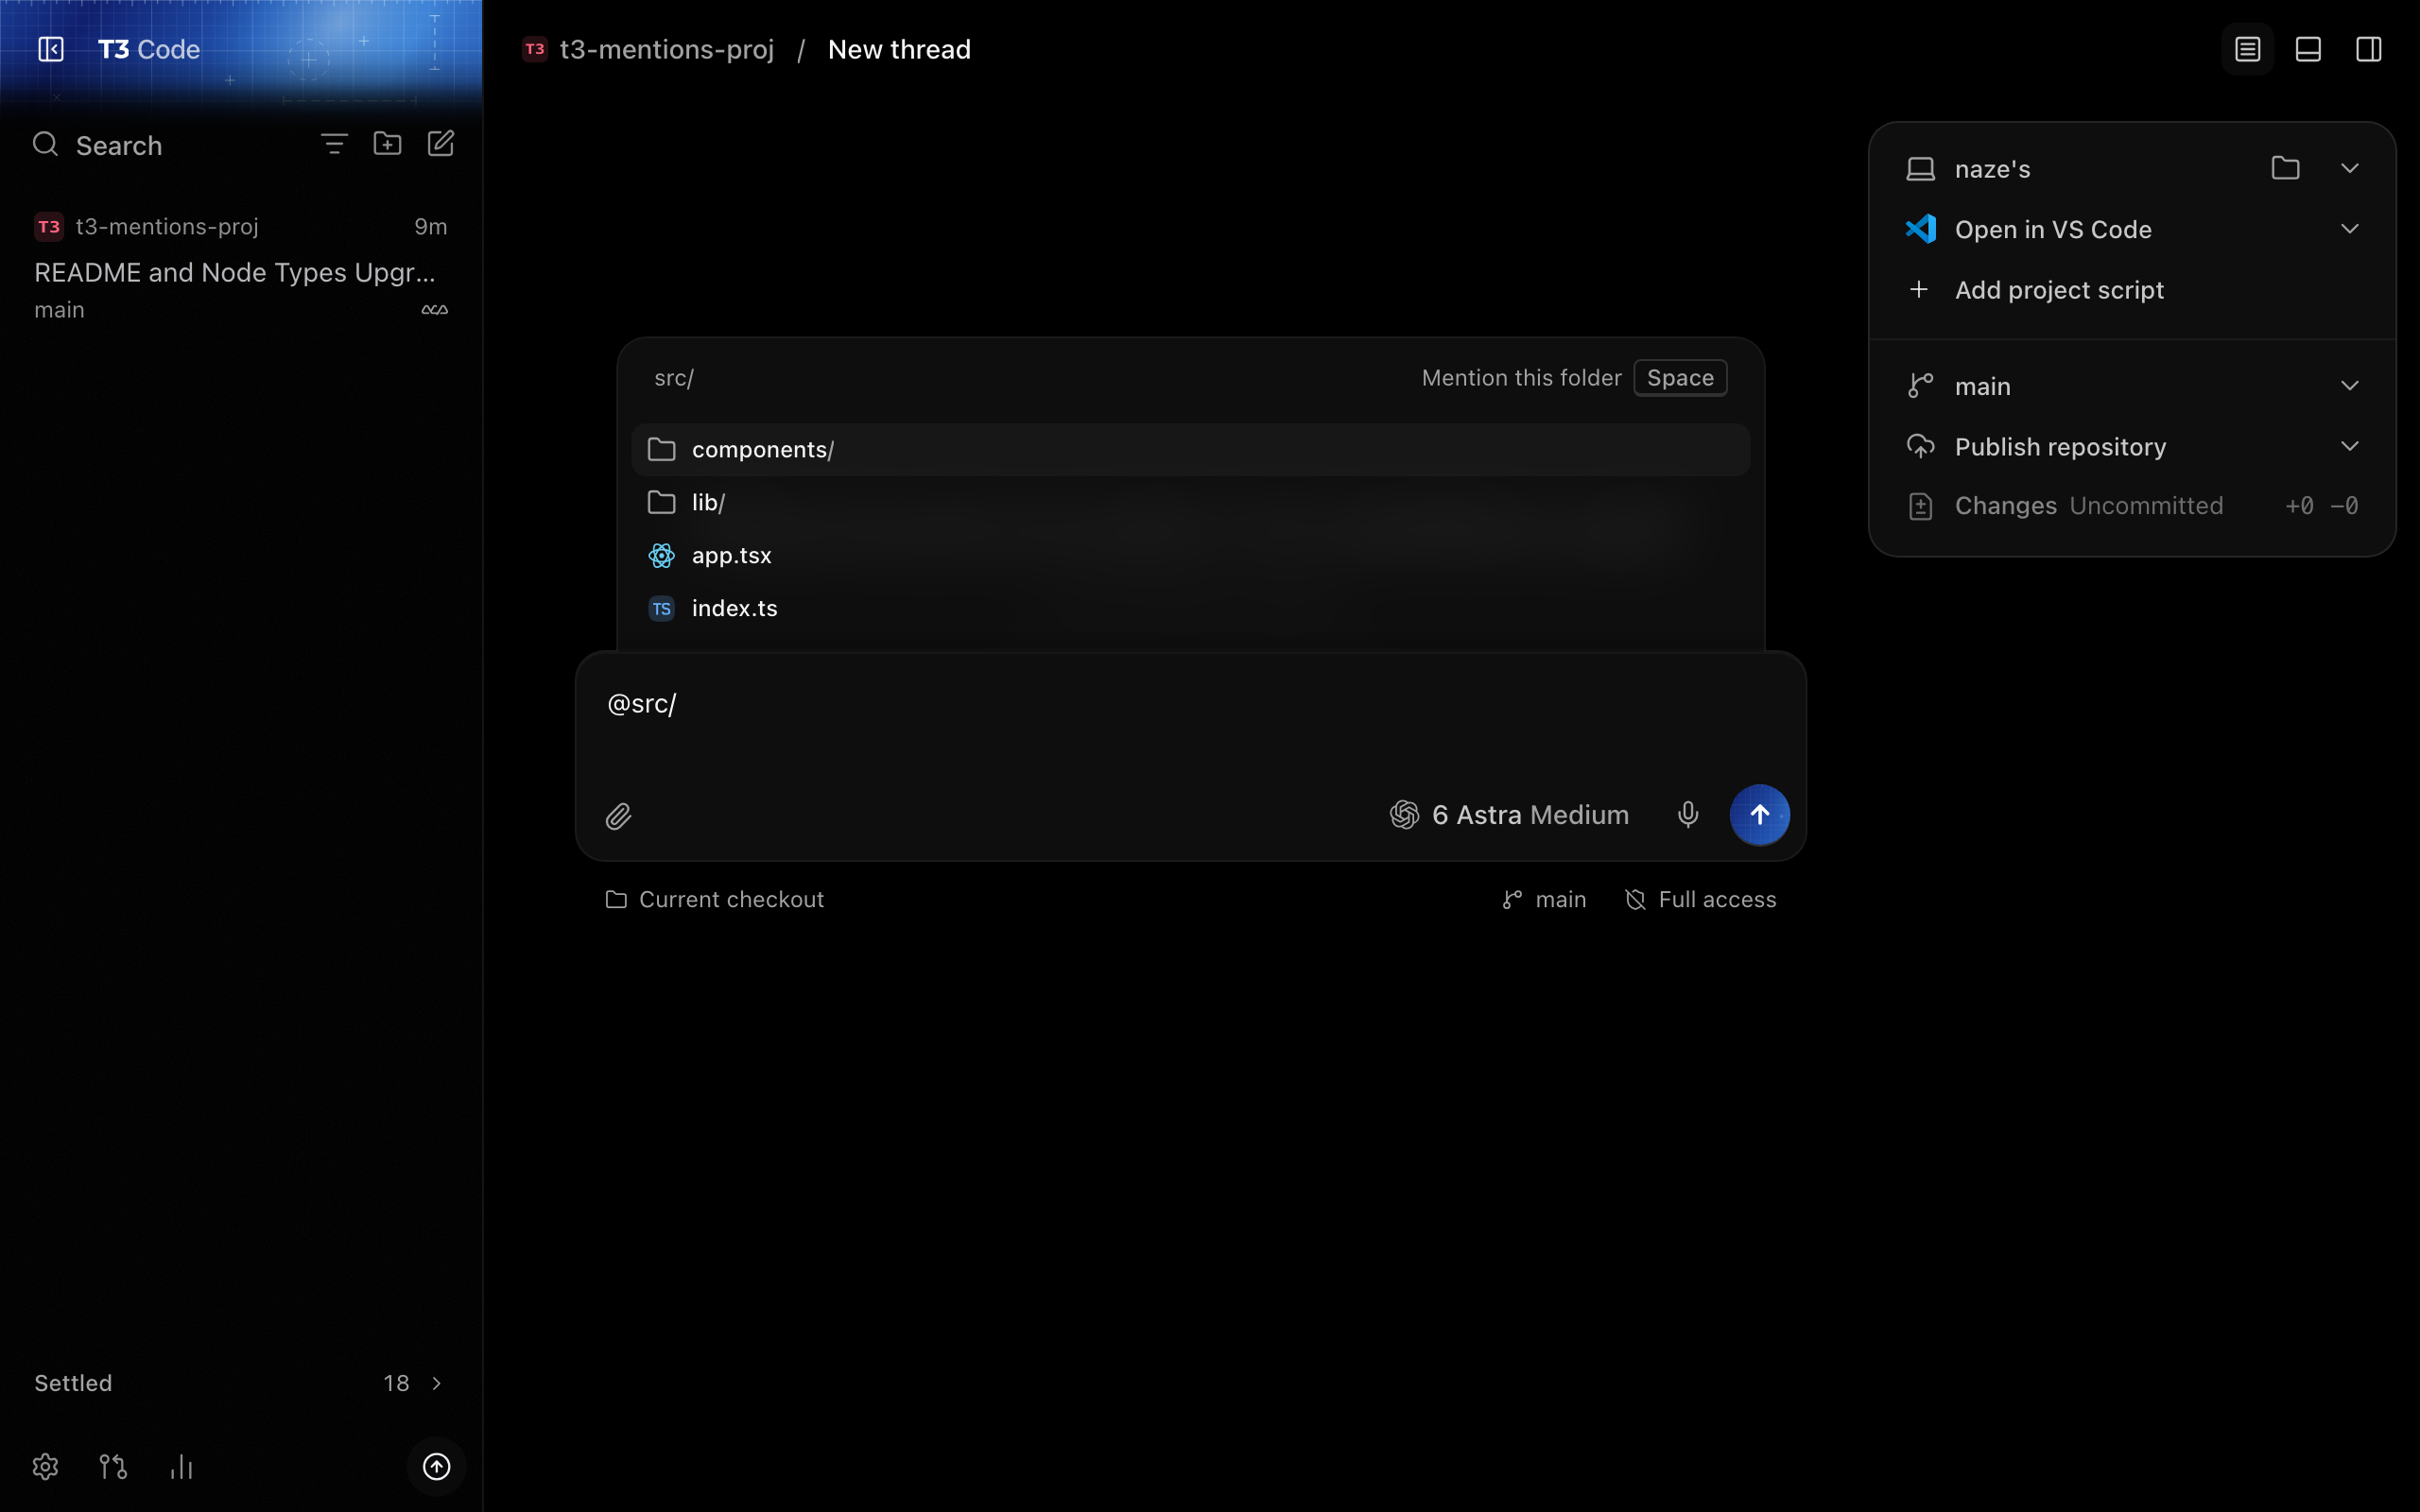 T3 Code
Search
T3 t3-mentions-proj 9m
README and Node Types Upgr...
main
Settled 18
T3 t3-mentions-proj / New thread
src/ Mention this folder Space
components/
lib/
app.tsx
TS index.ts
@src/
6 Astra Medium
Current checkout main Full access
naze's
Open in VS Code
Add project script
main
Publish repository
Changes Uncommitted +0 −0